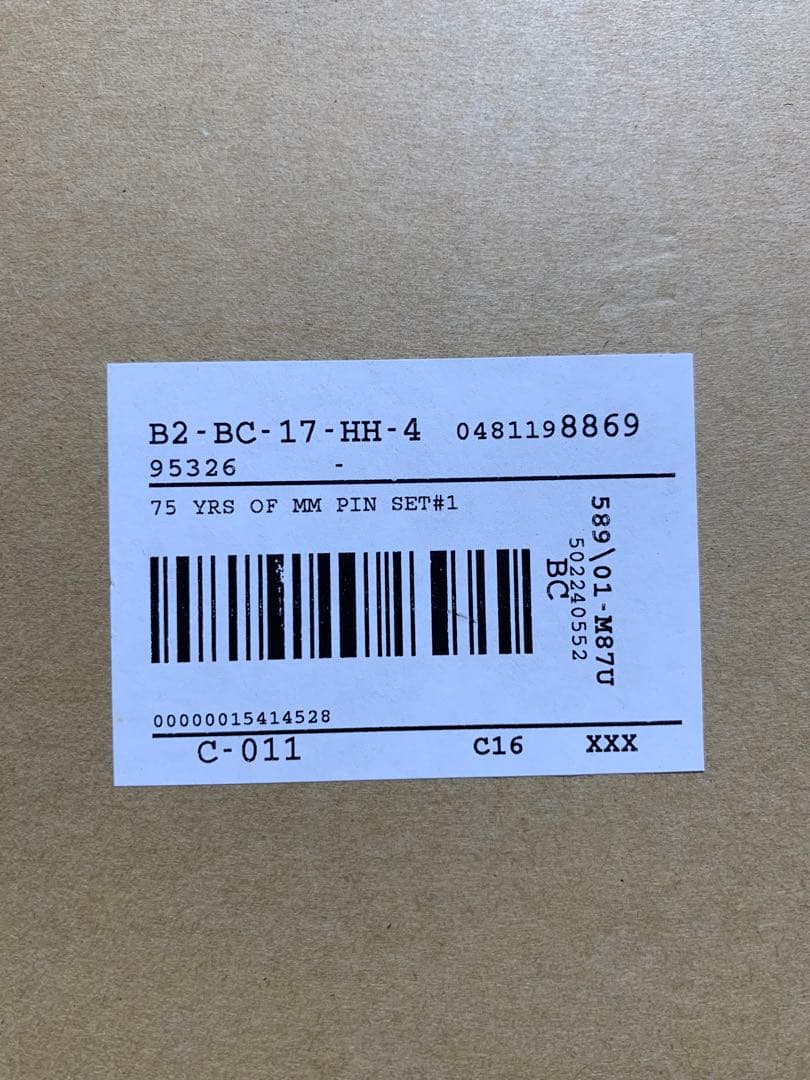 B2-BC-17-HH-4 0481198869
95326 -
75 YRS OF MM PIN SET#1
589\01-M87U
502240552
BC
00000015414528
C-011 C16 XXX